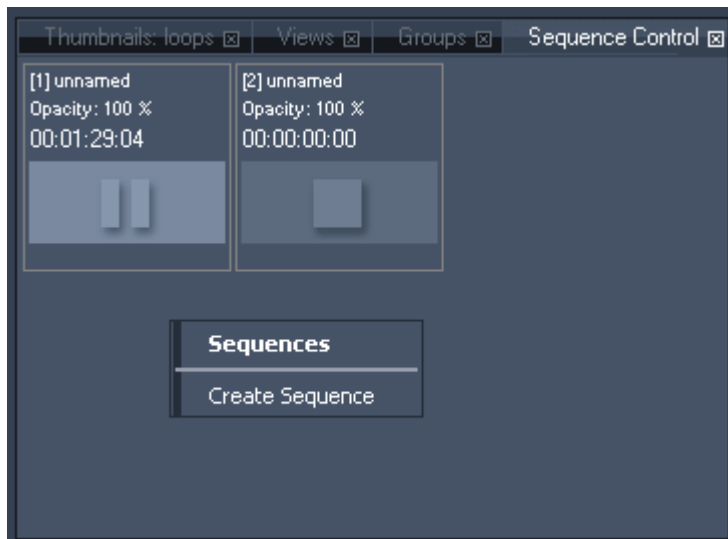 Thumbnails: loops Views Groups Sequence Control
[1] unnamed
Opacity: 100 %
00:01:29:04
[2] unnamed
Opacity: 100 %
00:00:00:00
Sequences
Create Sequence